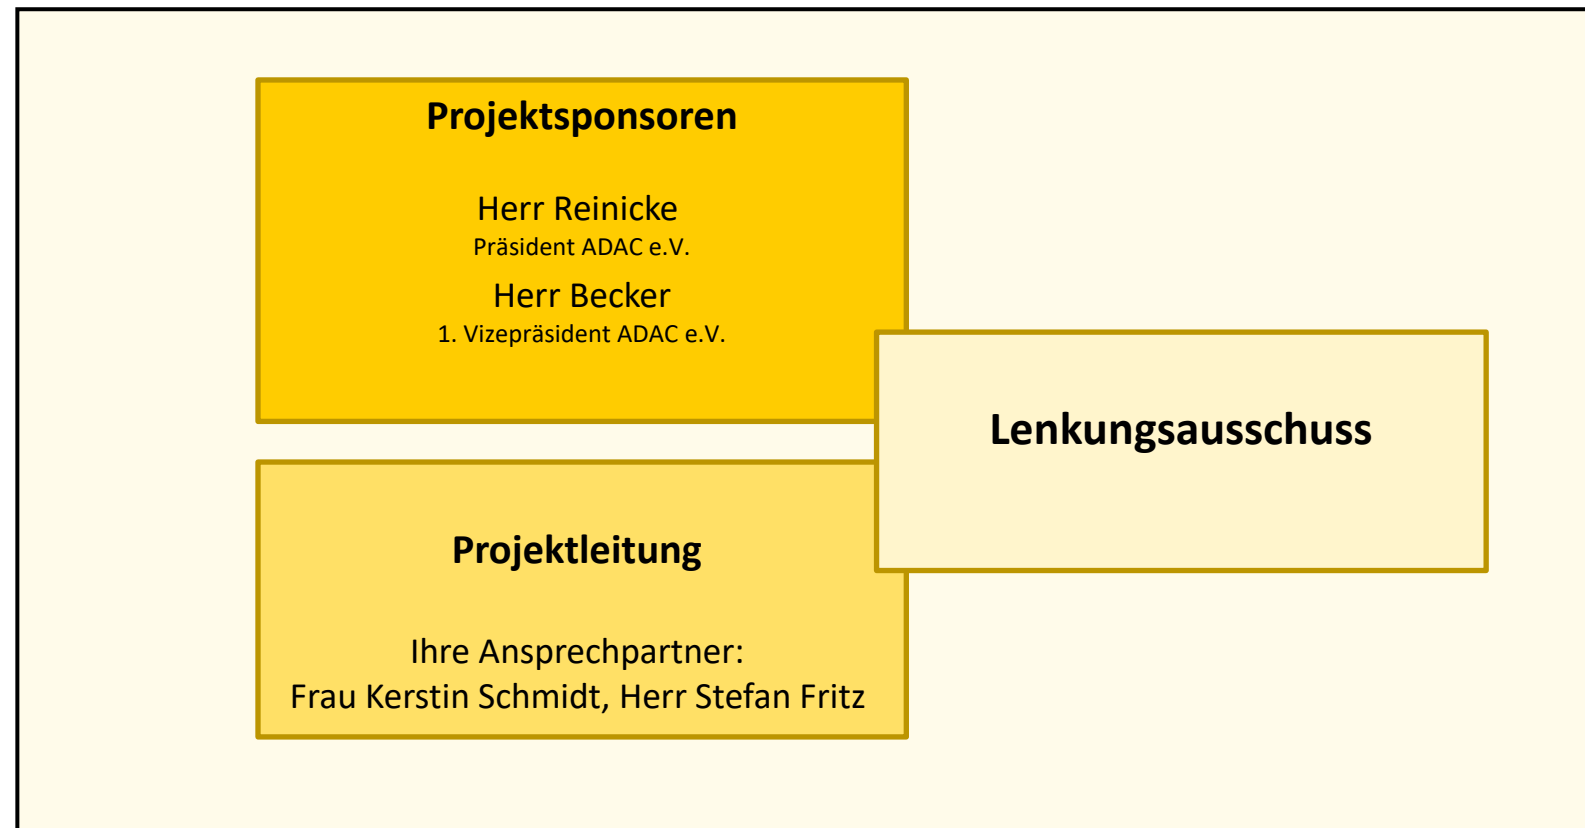 Projektsponsoren
Herr Reinicke
Präsident ADAC e.V.
Herr Becker
1. Vizepräsident ADAC e.V.
Lenkungsausschuss
Projektleitung
Ihre Ansprechpartner:
Frau Kerstin Schmidt, Herr Stefan Fritz